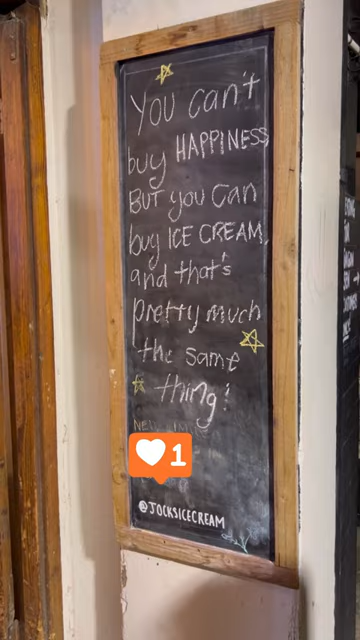 You can't
buy HAPPINESS,
BUT you can
buy ICE CREAM,
and that's
pretty much
the same
thing!
1
@JOCKSICECREAM